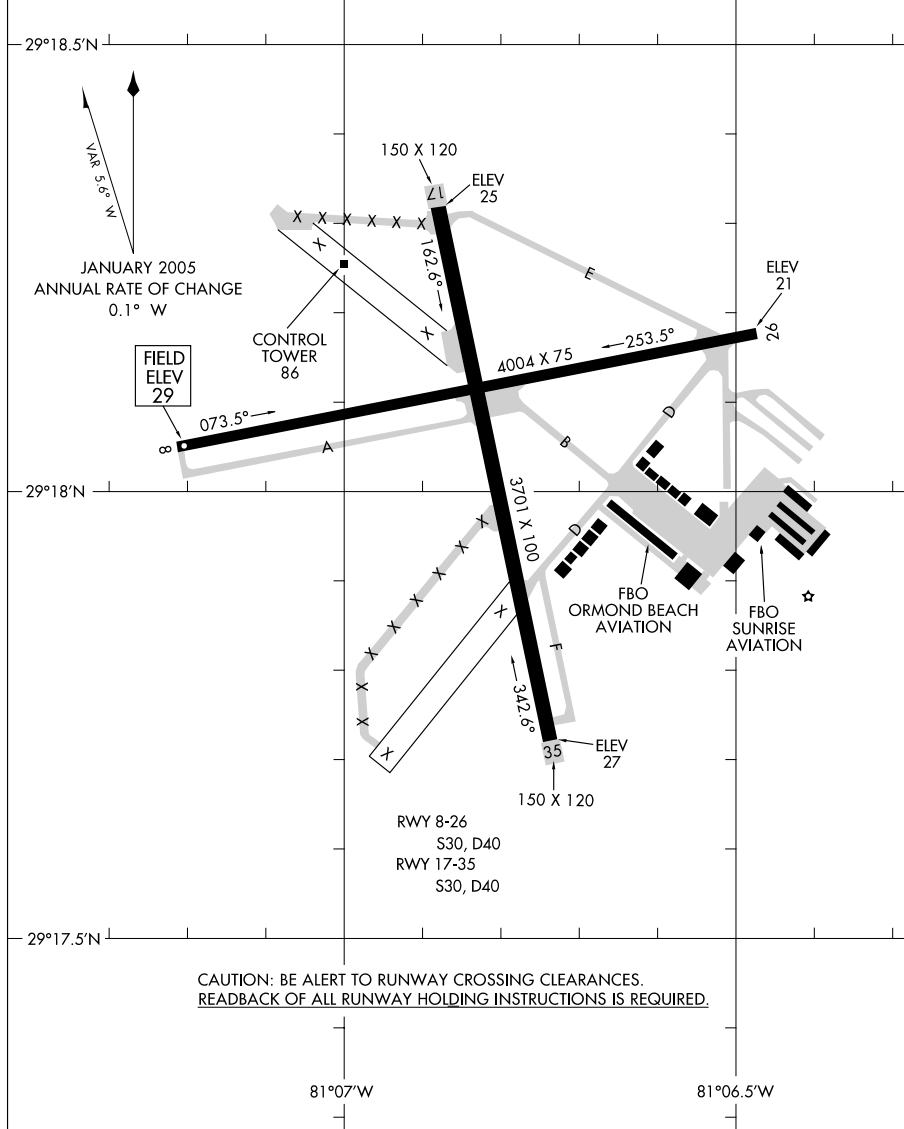 29°18.5'N
150 X 120
17
ELEV
25
VAR 5.6° W
X X X X X X
X
162.6°
E
JANUARY 2005
ANNUAL RATE OF CHANGE
0.1° W
ELEV
21
CONTROL
TOWER
86
X
26
253.5°
4004 X 75
FIELD
ELEV
29
073.5°
8
A
D
B
29°18'N
3701 X 100
X
X
X
X
X
X
X
X
D
FBO
ORMOND BEACH
AVIATION
FBO
SUNRISE
AVIATION
X
F
342.6°
X
35
ELEV
27
150 X 120
RWY 8-26
S30, D40
RWY 17-35
S30, D40
29°17.5'N
CAUTION: BE ALERT TO RUNWAY CROSSING CLEARANCES.
READBACK OF ALL RUNWAY HOLDING INSTRUCTIONS IS REQUIRED.
81°07'W
81°06.5'W